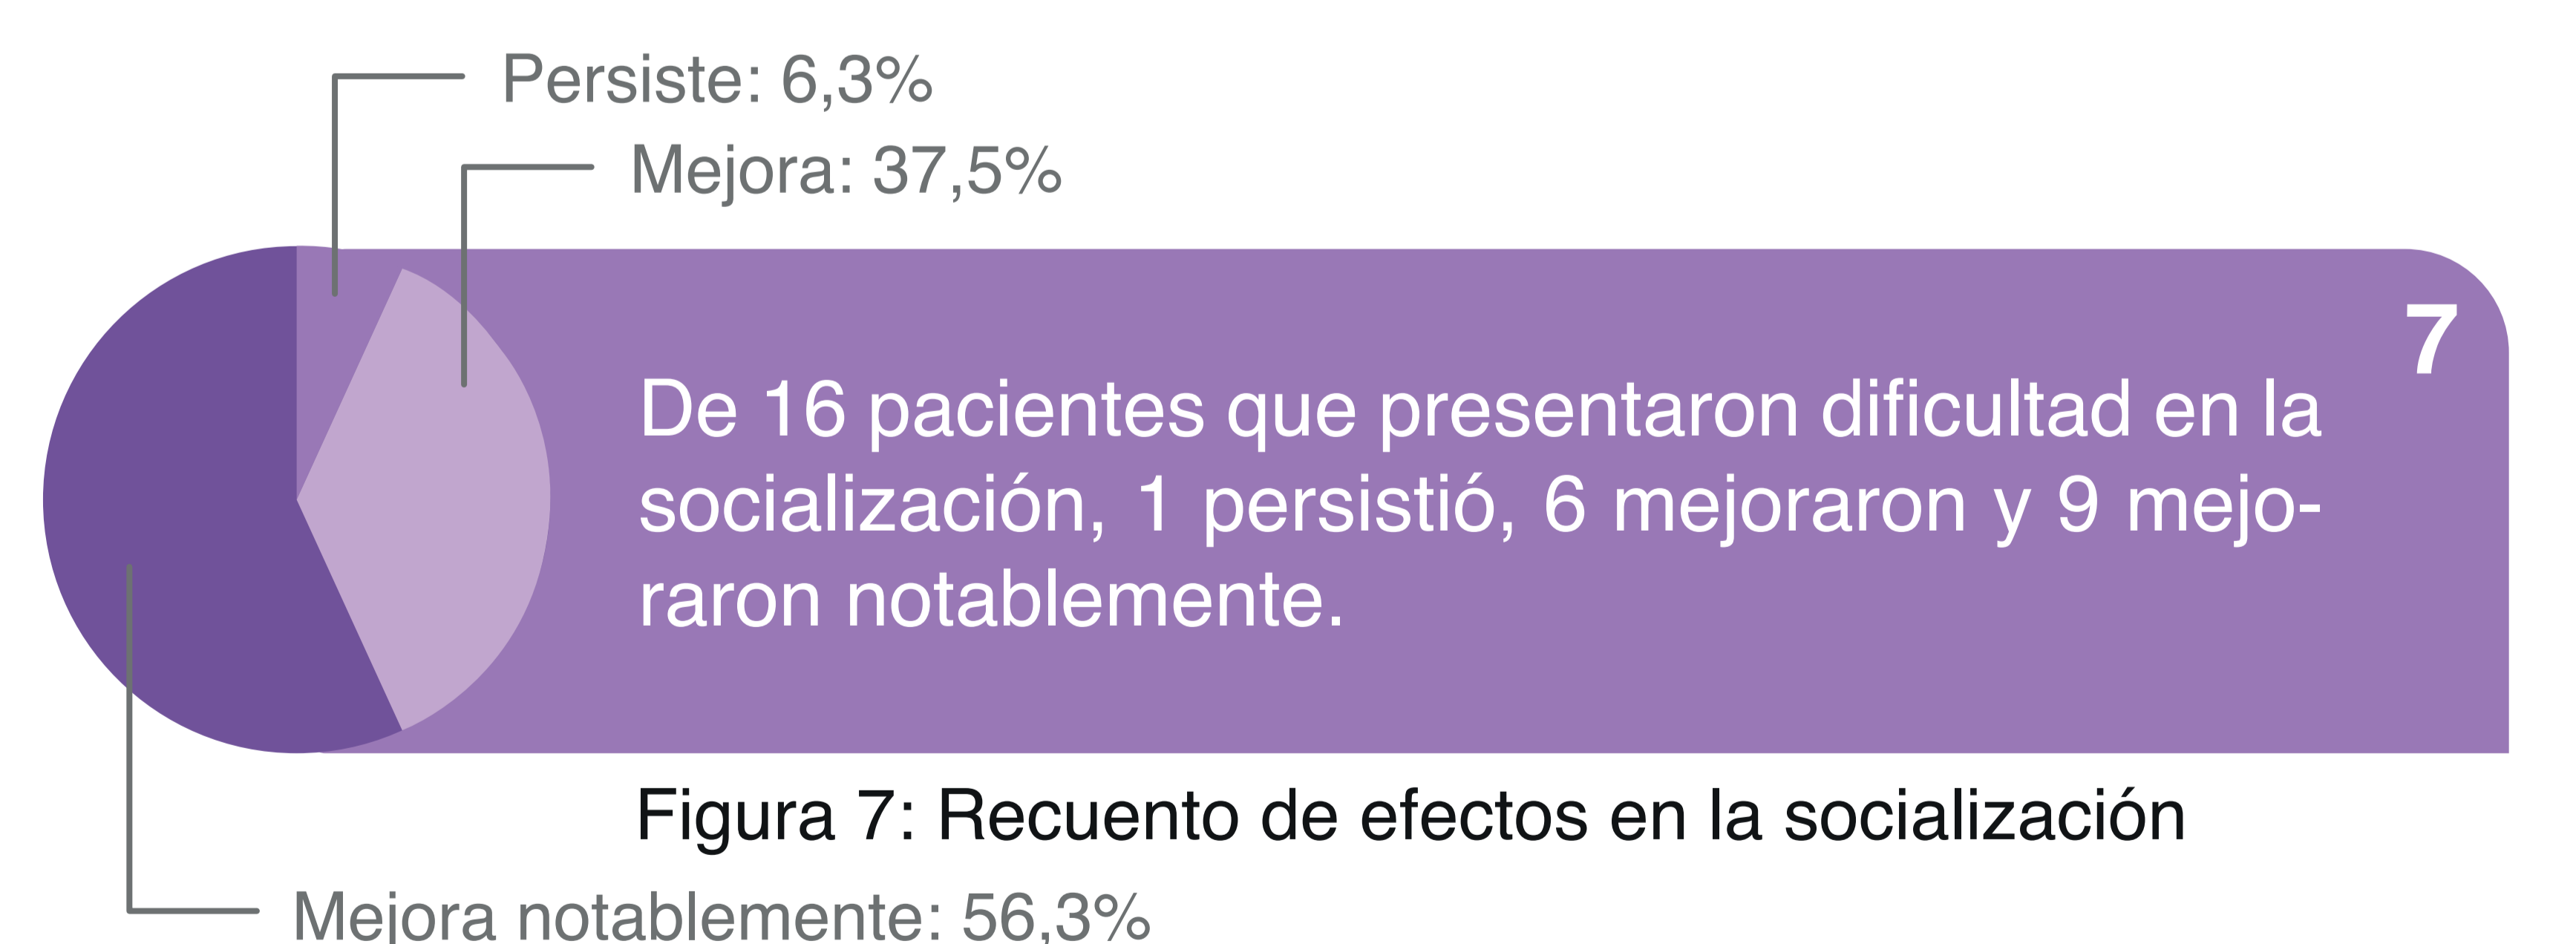 Persiste: 6,3%
Mejora: 37,5%
7
De 16 pacientes que presentaron dificultad en la
socialización, 1 persistió, 6 mejoraron y 9 mejo-
raron notablemente.
Figura 7: Recuento de efectos en la socialización
Mejora notablemente: 56,3%